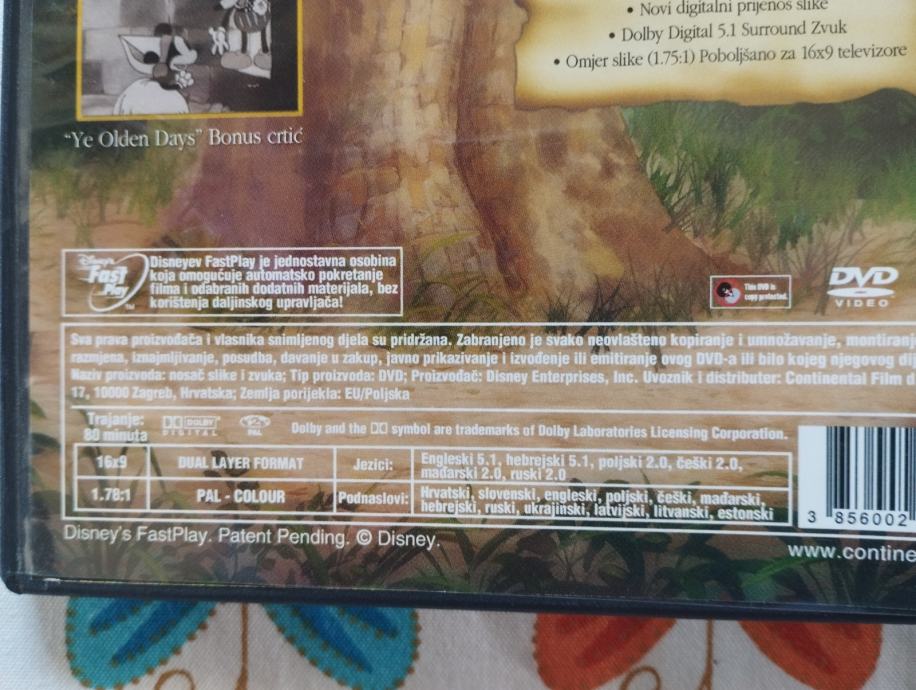 • Novi digitalni prijenos slike
• Dolby Digital 5.1 Surround Zvuk
• Omjer slike (1.75:1) Poboljšano za 16x9 televizore
"Ye Olden Days" Bonus crtić
Disney's Fast Play ™
Disneyev FastPlay je jednostavna osobina
koja omogućuje automatsko pokretanje
filma i odabranih dodatnih materijala, bez
korištenja daljinskog upravljača!
This DVD is
copy protected.
DVD
VIDEO
Sva prava proizvođača i vlasnika snimljenog djela su pridržana, Zabranjeno je svako neovlašteno kopiranje i umnožavanje, montiranj
razmjena, iznajmljivanje, posudba, davanje u zakup, javno prikazivanje i izvođenje ili emitiranje ovog DVD-a ili bilo kojeg njegovog di
Naziv proizvoda: nosač slike i zvuka; Tip proizvoda: DVD; Proizvođač: Disney Enterprises, Inc. Uvoznik i distributer: Continental Film d
17, 10000 Zagreb, Hrvatska; Zemlja porijekla: EU/Poljska
Trajanje:
80 minuta
DOLBY
DIGITAL
PAL
Dolby and the DD symbol are trademarks of Dolby Laboratories Licensing Corporation.
16x9 DUAL LAYER FORMAT Jezici: Engleski 5.1, hebrejski 5.1, poljski 2.0, češki 2.0,
mađarski 2.0, ruski 2.0
1.78:1 PAL - COLOUR Podnaslovi: Hrvatski, slovenski, engleski, poljski, češki, mađarski,
hebrejski, ruski, ukrajinski, latvijski, litvanski, estonski
3 856002
Disney's FastPlay. Patent Pending. © Disney.
www.contine